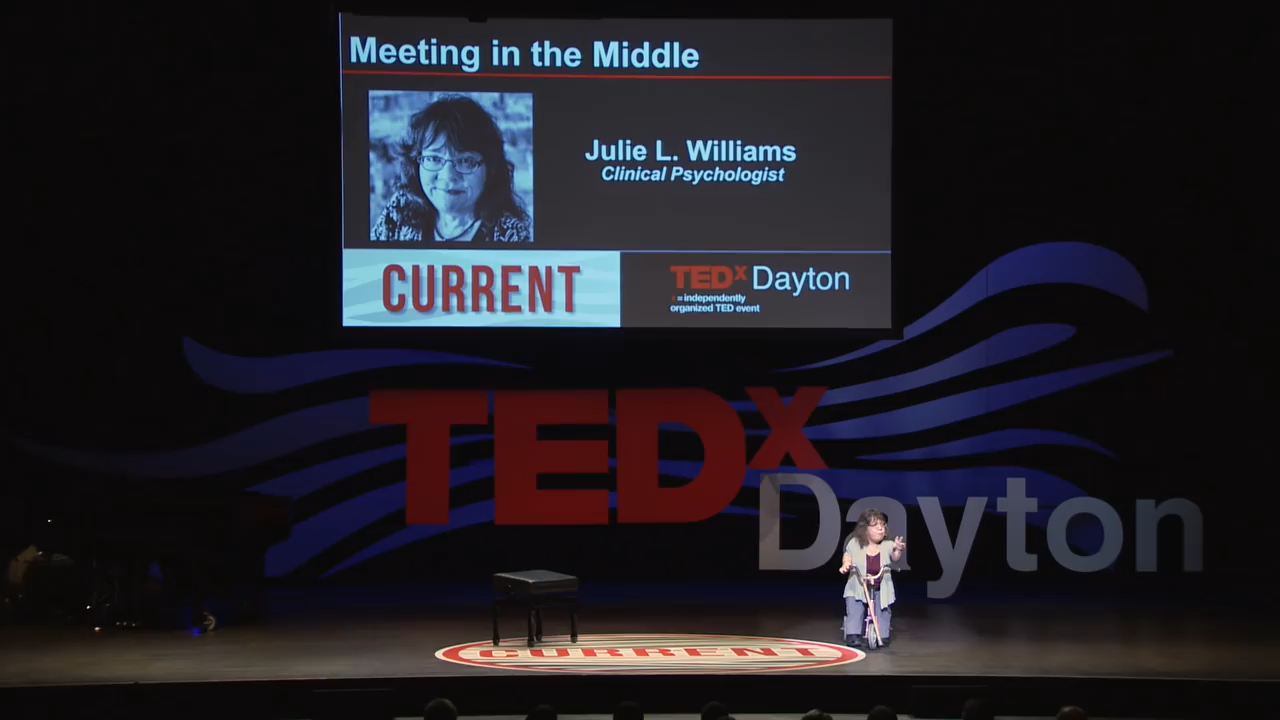 Meeting in the Middle
Julie L. Williams
Clinical Psychologist
CURRENT
TEDx Dayton
x = independently
organized TED event
TEDx
Dayton
CURRENT